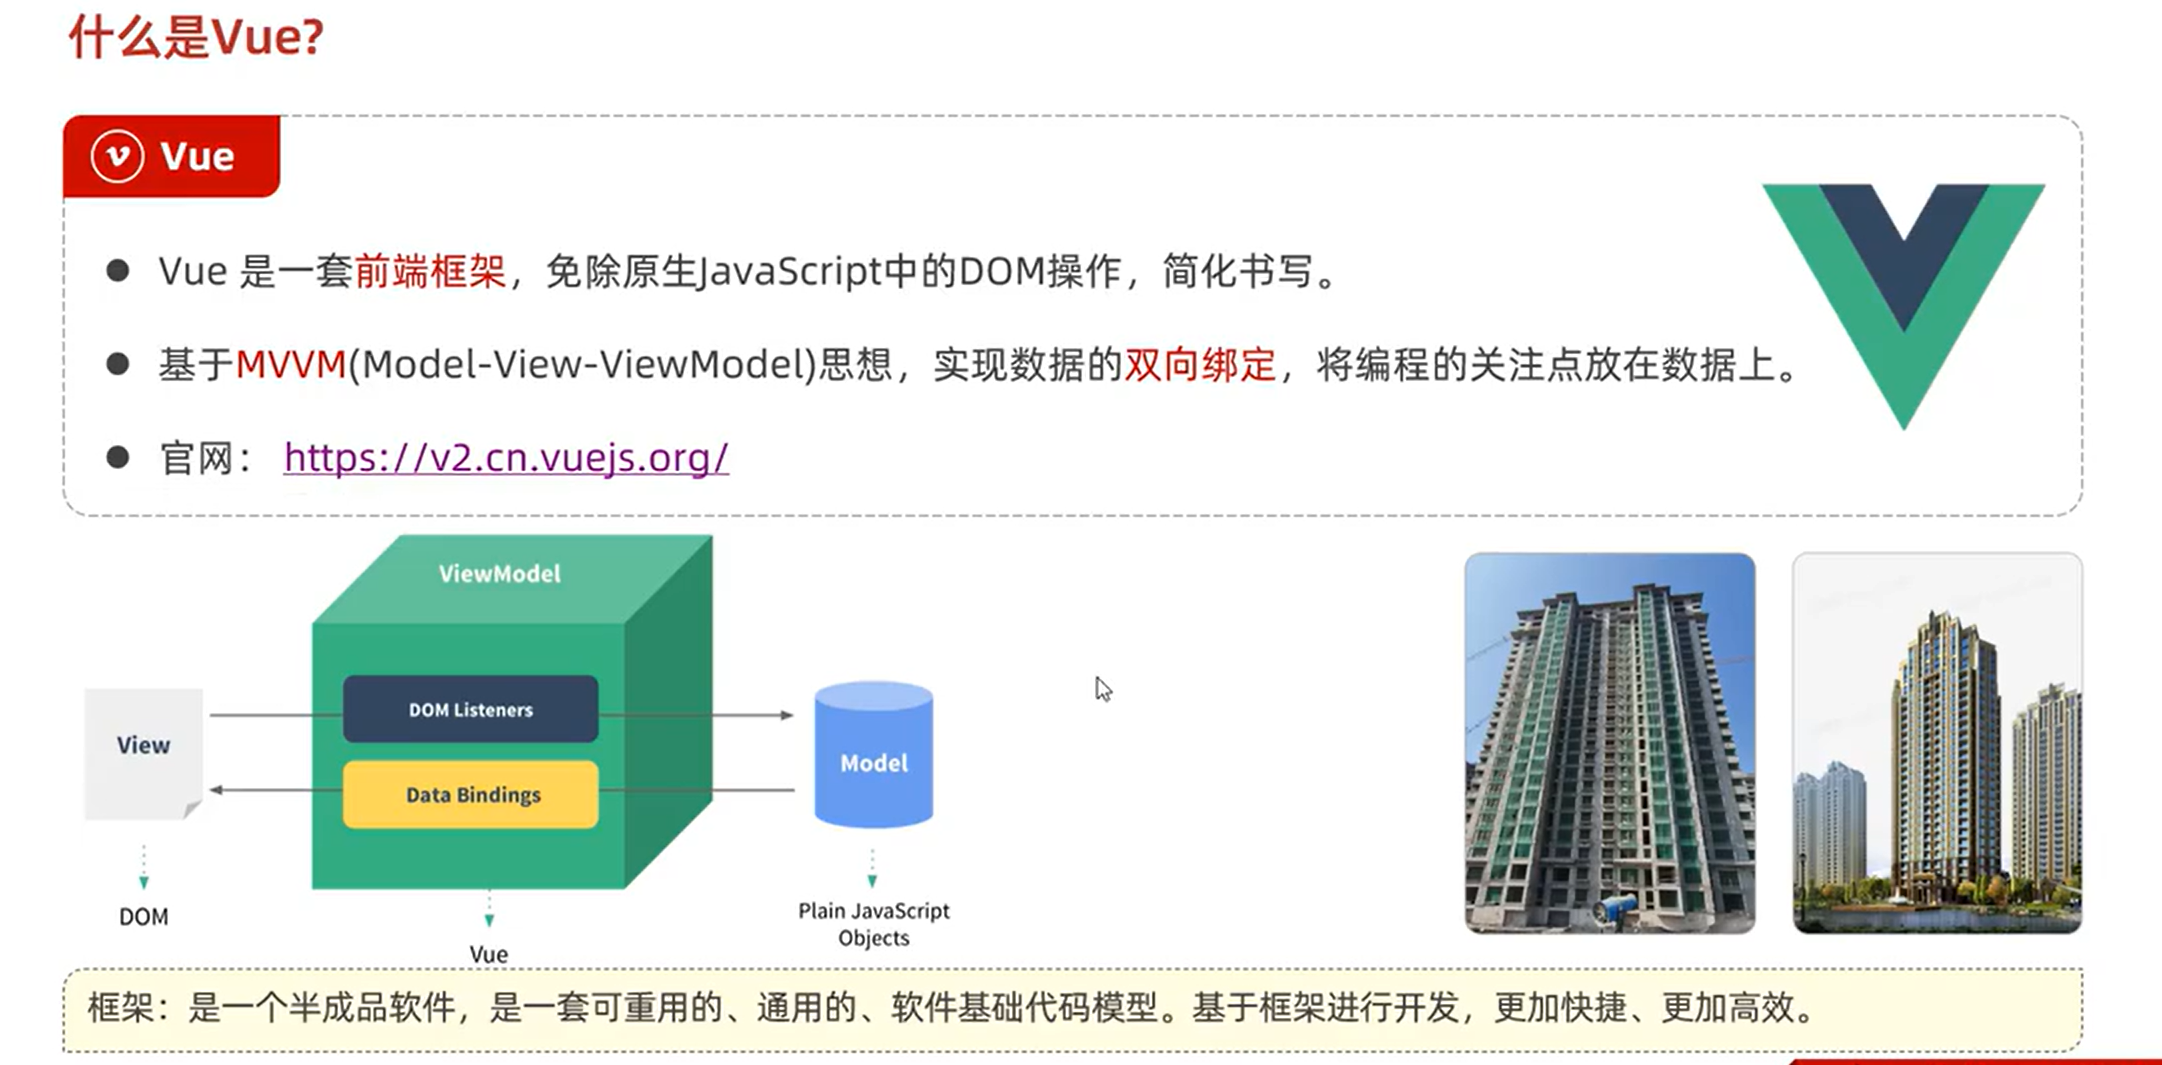 什么是Vue?
Vue
Vue 是一套前端框架，免除原生JavaScript中的DOM操作，简化书写。
基于MVVM(Model-View-ViewModel)思想，实现数据的双向绑定，将编程的关注点放在数据上。
官网： https://v2.cn.vuejs.org/
ViewModel
DOM Listeners
View
Model
Data Bindings
DOM
Plain JavaScript
Objects
Vue
框架：是一个半成品软件，是一套可重用的、通用的、软件基础代码模型。基于框架进行开发，更加快捷、更加高效。